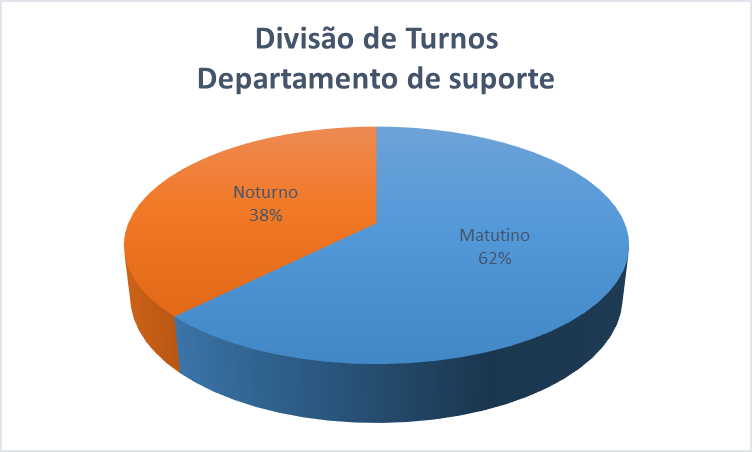 Divisão de Turnos
Departamento de suporte
Noturno
38%
Matutino
62%